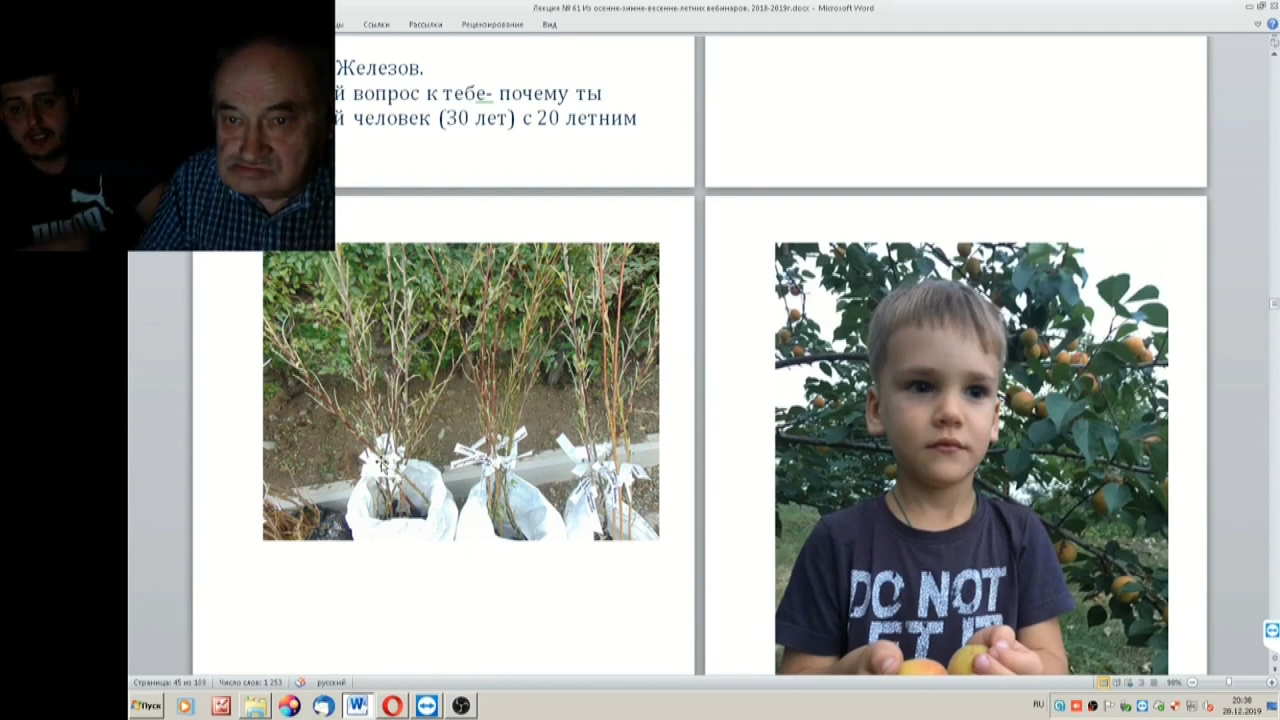 Лекция № 61 Из осенне-зимне-весенне-летних вебинаров, 2018-2019г.docx - Microsoft Word
Ссылки
Рассылки
Рецензирование
Вид
Железов.
й вопрос к тебе- почему ты
й человек (30 лет) с 20 летним
DO NOT
Страница: 45 из 108
Число слов: 1 253
русский
90%
Пуск
RU
20:38
20.12.2019